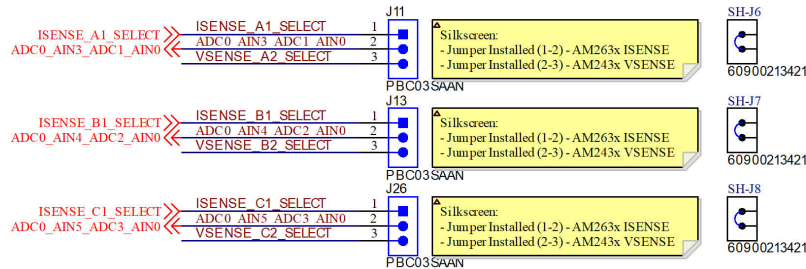 J11
SH-J6
ISENSE_A1_SELECT
ISENSE_A1_SELECT 1
ADC0_AIN3_ADC1_AIN0
ADC0_AIN3_ADC1_AIN0 2
VSENSE_A2_SELECT 3
Silkscreen:
- Jumper Installed (1-2) - AM263x ISENSE
- Jumper Installed (2-3) - AM243x VSENSE
PBC03SAAN
60900213421
J13
SH-J7
ISENSE_B1_SELECT
ISENSE_B1_SELECT 1
ADC0_AIN4_ADC2_AIN0
ADC0_AIN4_ADC2_AIN0 2
VSENSE_B2_SELECT 3
Silkscreen:
- Jumper Installed (1-2) - AM263x ISENSE
- Jumper Installed (2-3) - AM243x VSENSE
PBC03SAAN
60900213421
J26
SH-J8
ISENSE_C1_SELECT
ISENSE_C1_SELECT 1
ADC0_AIN5_ADC3_AIN0
ADC0_AIN5_ADC3_AIN0 2
VSENSE_C2_SELECT 3
Silkscreen:
- Jumper Installed (1-2) - AM263x ISENSE
- Jumper Installed (2-3) - AM243x VSENSE
PBC03SAAN
60900213421